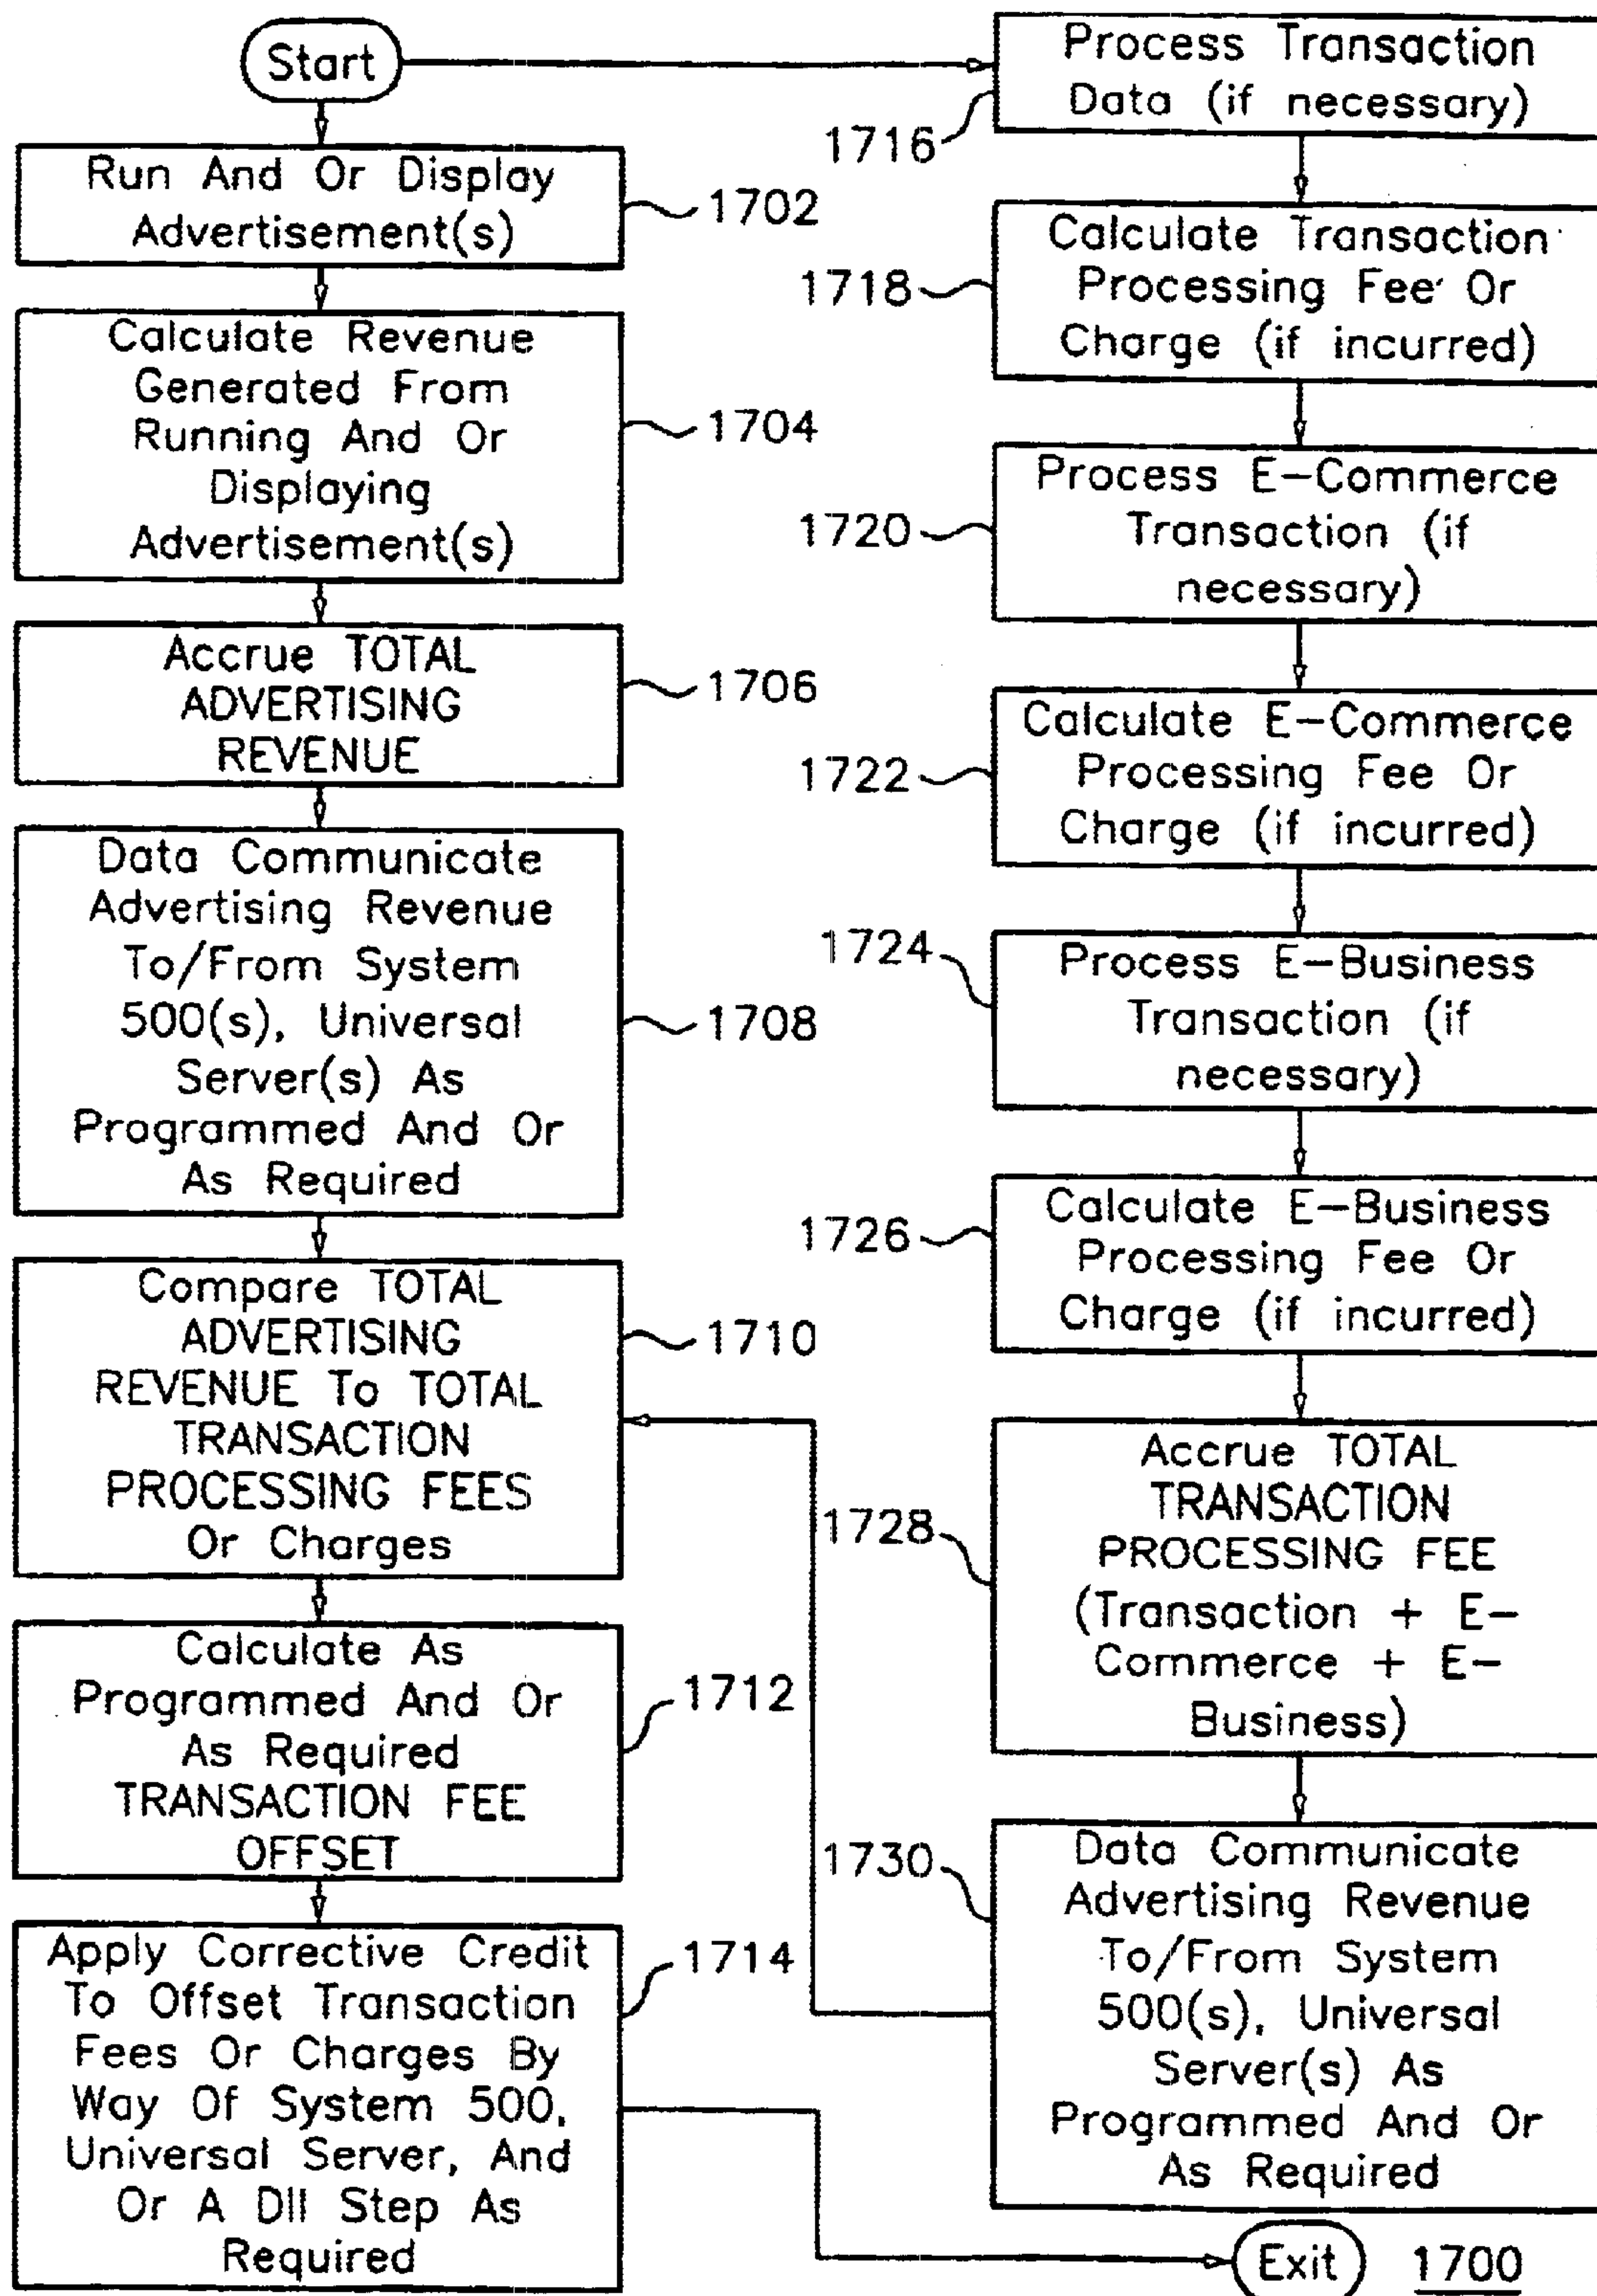 Start
Run And Or Display
Advertisement(s)
1702
Calculate Revenue
Generated From
Running And Or
Displaying
Advertisement(s)
1704
Accrue TOTAL
ADVERTISING
REVENUE
1706
Data Communicate
Advertising Revenue
To/From System
500(s), Universal
Server(s) As
Programmed And Or
As Required
1708
Compare TOTAL
ADVERTISING
REVENUE To TOTAL
TRANSACTION
PROCESSING FEES
Or Charges
1710
Calculate As
Programmed And Or
As Required
TRANSACTION FEE
OFFSET
1712
Apply Corrective Credit
To Offset Transaction
Fees Or Charges By
Way Of System 500,
Universal Server, And
Or A DII Step As
Required
1714
Process Transaction
Data (if necessary)
1716
Calculate Transaction
Processing Fee Or
Charge (if incurred)
1718
Process E-Commerce
Transaction (if
necessary)
1720
Calculate E-Commerce
Processing Fee Or
Charge (if incurred)
1722
Process E-Business
Transaction (if
necessary)
1724
Calculate E-Business
Processing Fee Or
Charge (if incurred)
1726
Accrue TOTAL
TRANSACTION
PROCESSING FEE
(Transaction + E-
Commerce + E-
Business)
1728
Data Communicate
Advertising Revenue
To/From System
500(s), Universal
Server(s) As
Programmed And Or
As Required
1730
Exit
1700